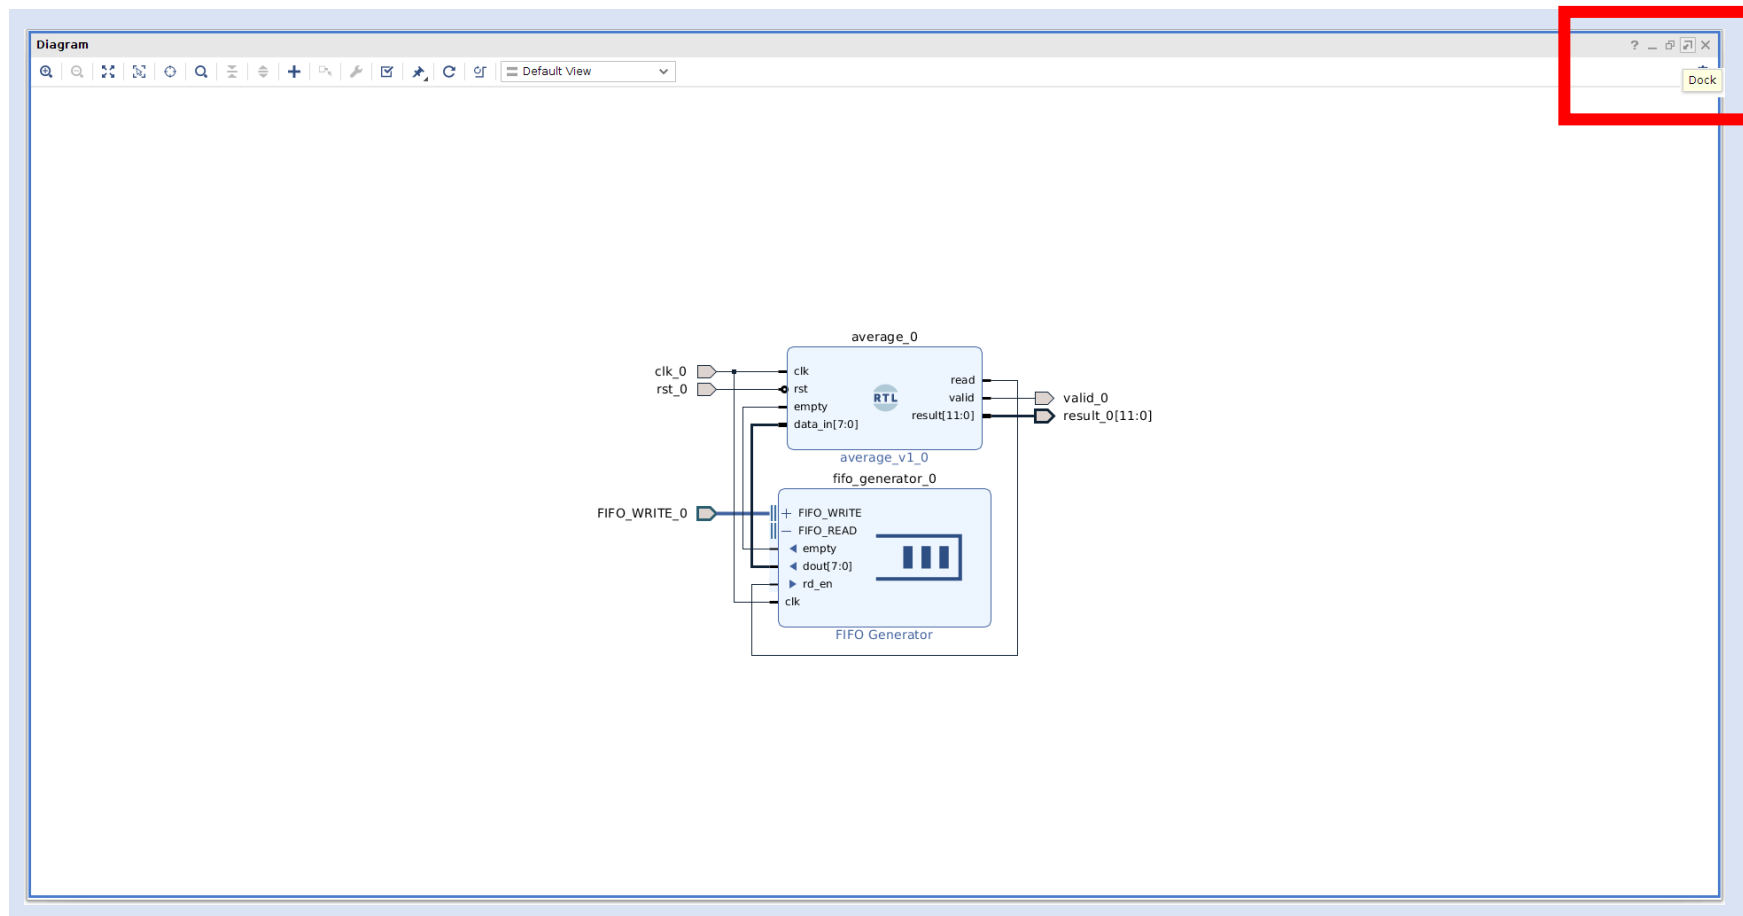 Diagram
?
Default View
Dock
average_0
clk_0
clk
read
rst_0
rst
RTL
valid
valid_0
empty
result[11:0]
result_0[11:0]
data_in[7:0]
average_v1_0
fifo_generator_0
FIFO_WRITE_0
FIFO_WRITE
FIFO_READ
empty
dout[7:0]
rd_en
clk
FIFO Generator